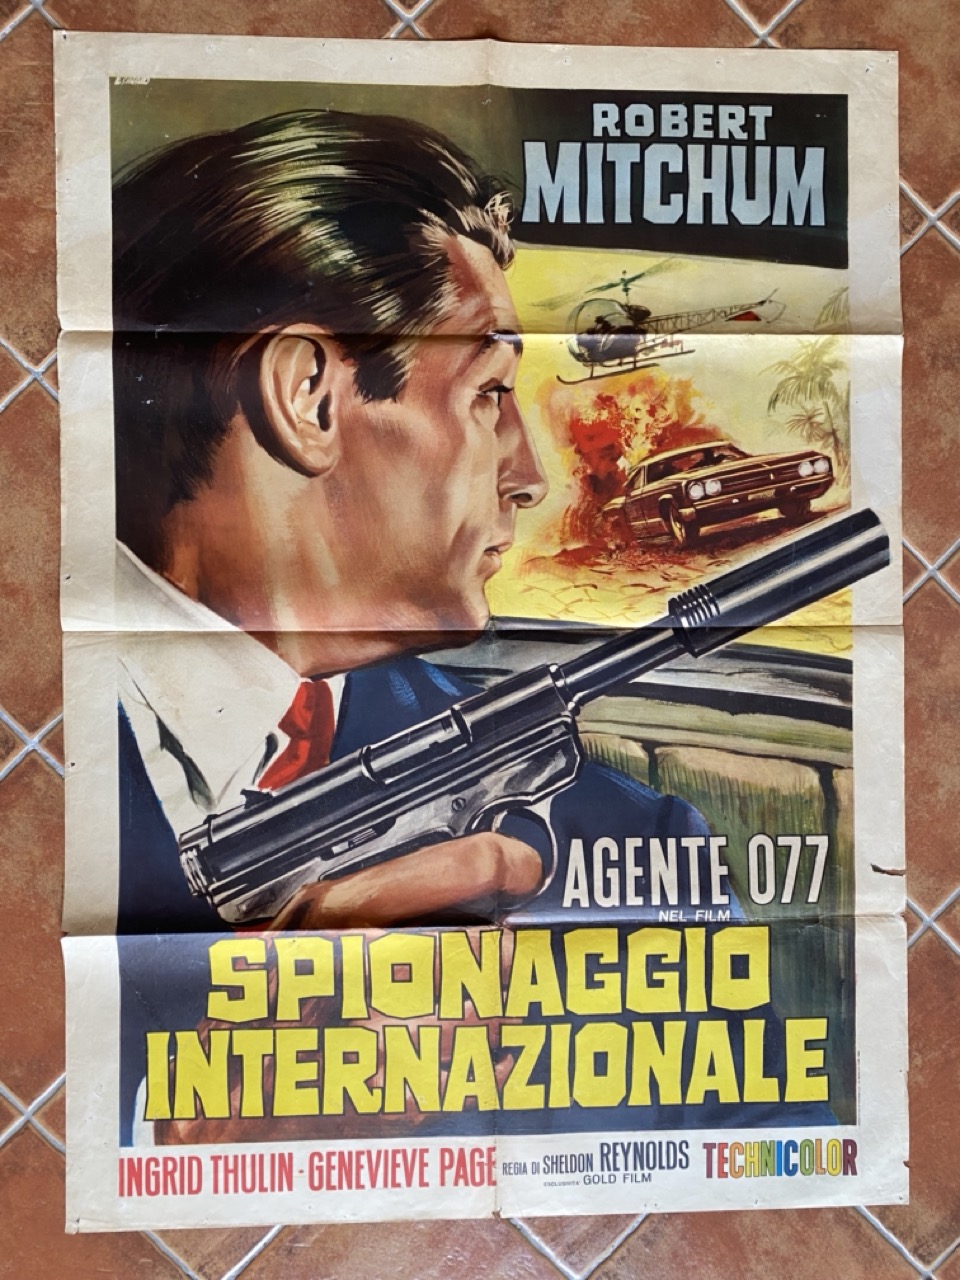 ROBERT
MITCHUM
AGENTE 077
NEL FILM
SPIONAGGIO
INTERNAZIONALE
INGRID THULIN - GENEVIEVE PAGE
REGIA DI SHELDON REYNOLDS
ESCLUSIVITA' GOLD FILM
TECHNICOLOR